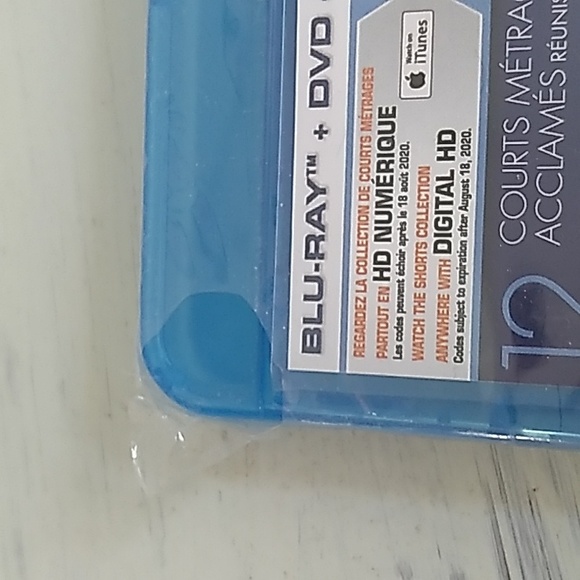 BLU-RAY™ + DVD
REGARDEZ LA COLLECTION DE COURTS MÉTRAGES
PARTOUT EN HD NUMÉRIQUE
Les codes peuvent échoir après le 18 août 2020.
WATCH THE SHORTS COLLECTION
ANYWHERE WITH DIGITAL HD
Codes subject to expiration after August 18, 2020.
Watch on
iTunes
12 COURTS MÉTRA
ACCLAMÉS RÉUNIS